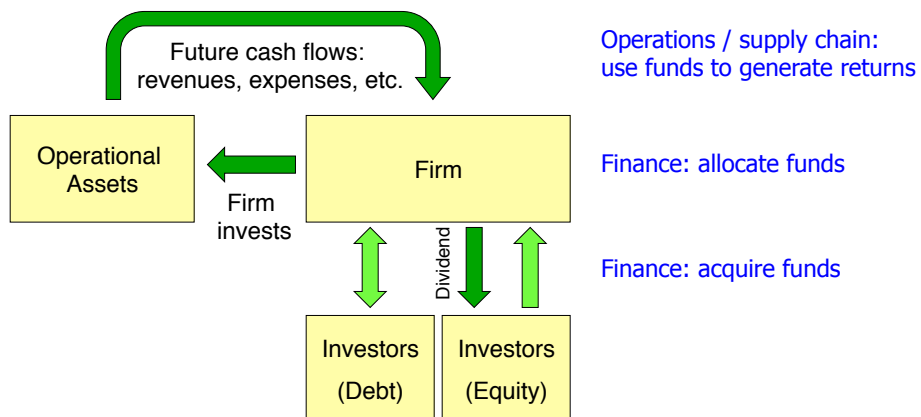 Future cash flows:
revenues, expenses, etc.
Operations / supply chain:
use funds to generate returns
Operational
Assets
Firm
Finance: allocate funds
Firm
invests
Dividend
Finance: acquire funds
Investors
(Debt)
Investors
(Equity)